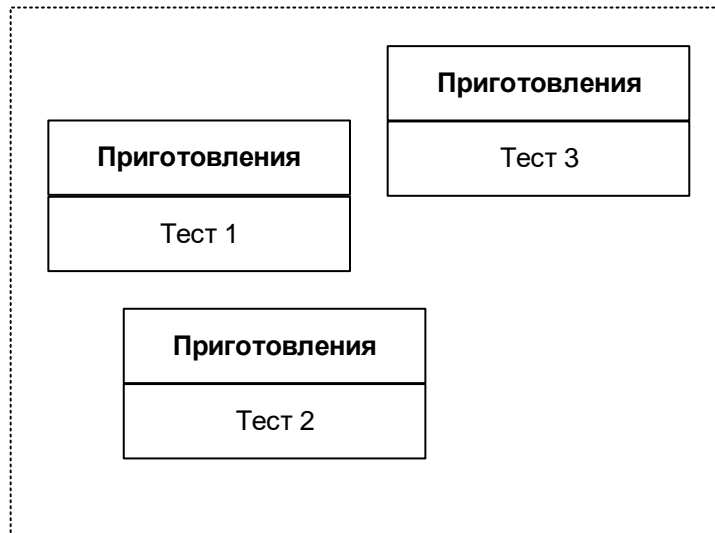 Приготовления
Тест 3
Приготовления
Тест 1
Приготовления
Тест 2